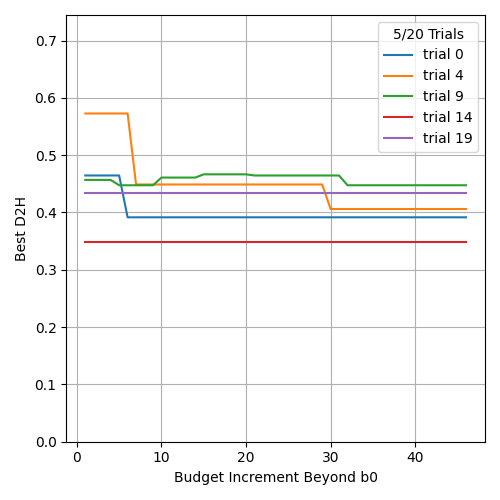 5/20 Trials
trial 0
trial 4
trial 9
trial 14
trial 19
0.7
0.6
0.5
0.4
0.3
0.2
0.1
0.0
Best D2H
0 10 20 30 40
Budget Increment Beyond b0